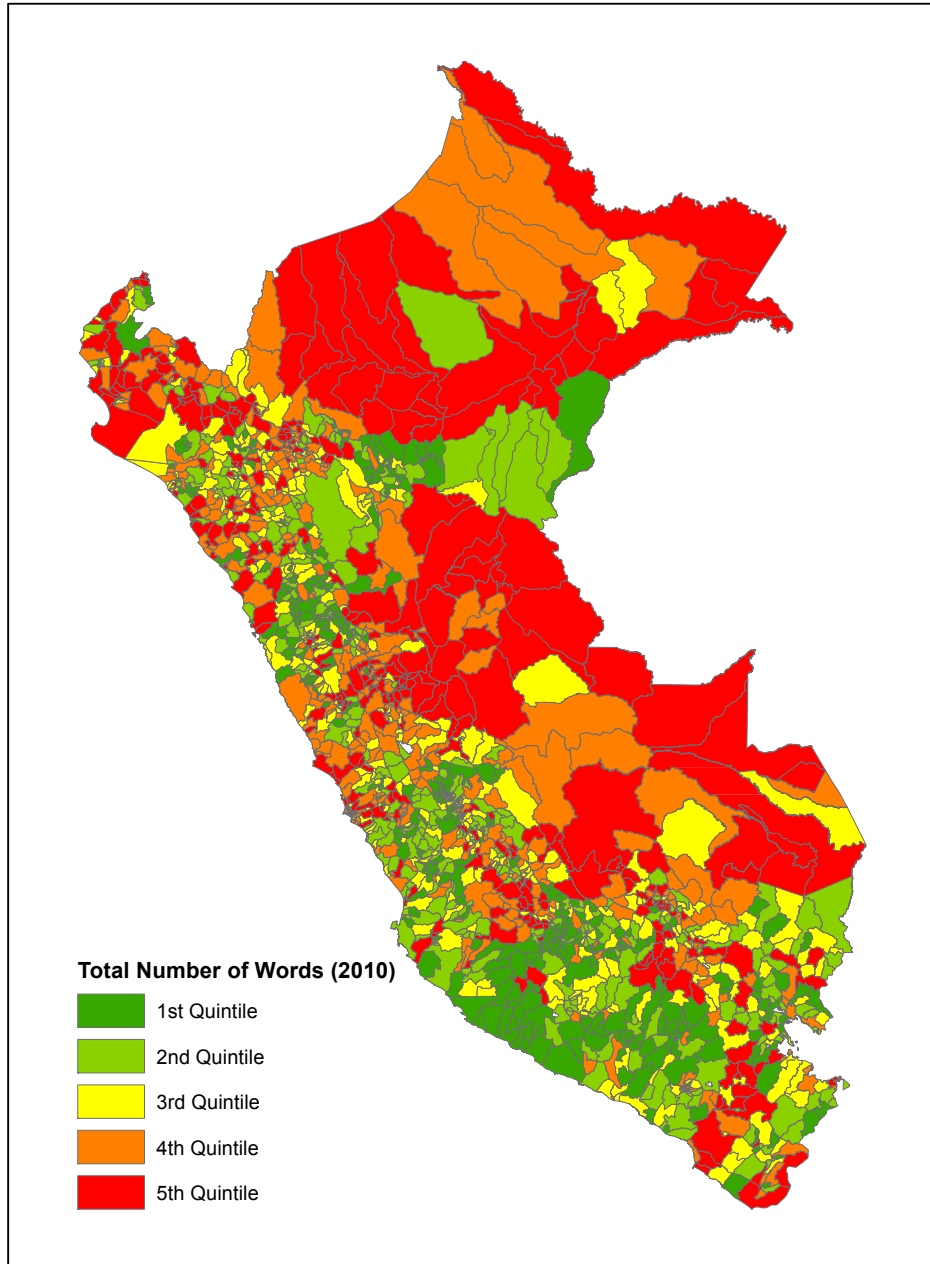 Total Number of Words (2010)
1st Quintile
2nd Quintile
3rd Quintile
4th Quintile
5th Quintile